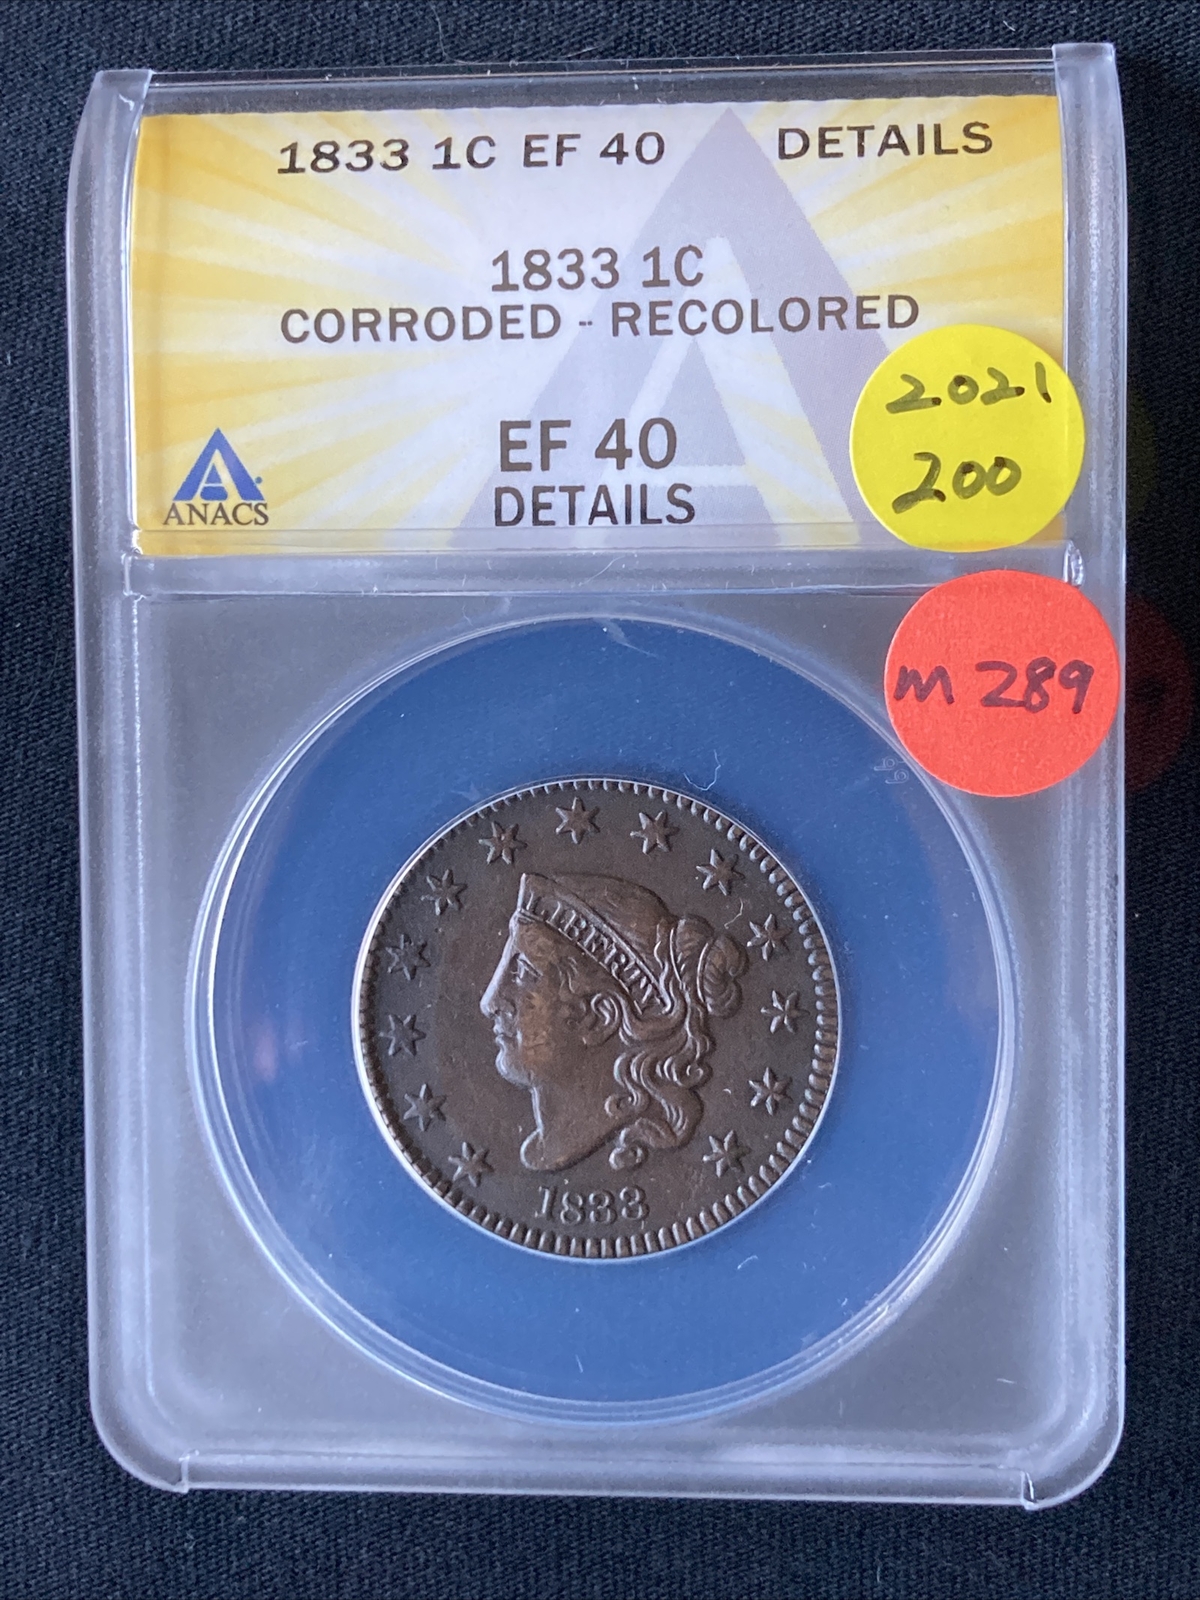 1833 1C EF 40 DETAILS
1833 1C
CORRODED - RECOLORED
EF 40
DETAILS
ANACS
2021
200
m 289
LIBERTY
1833